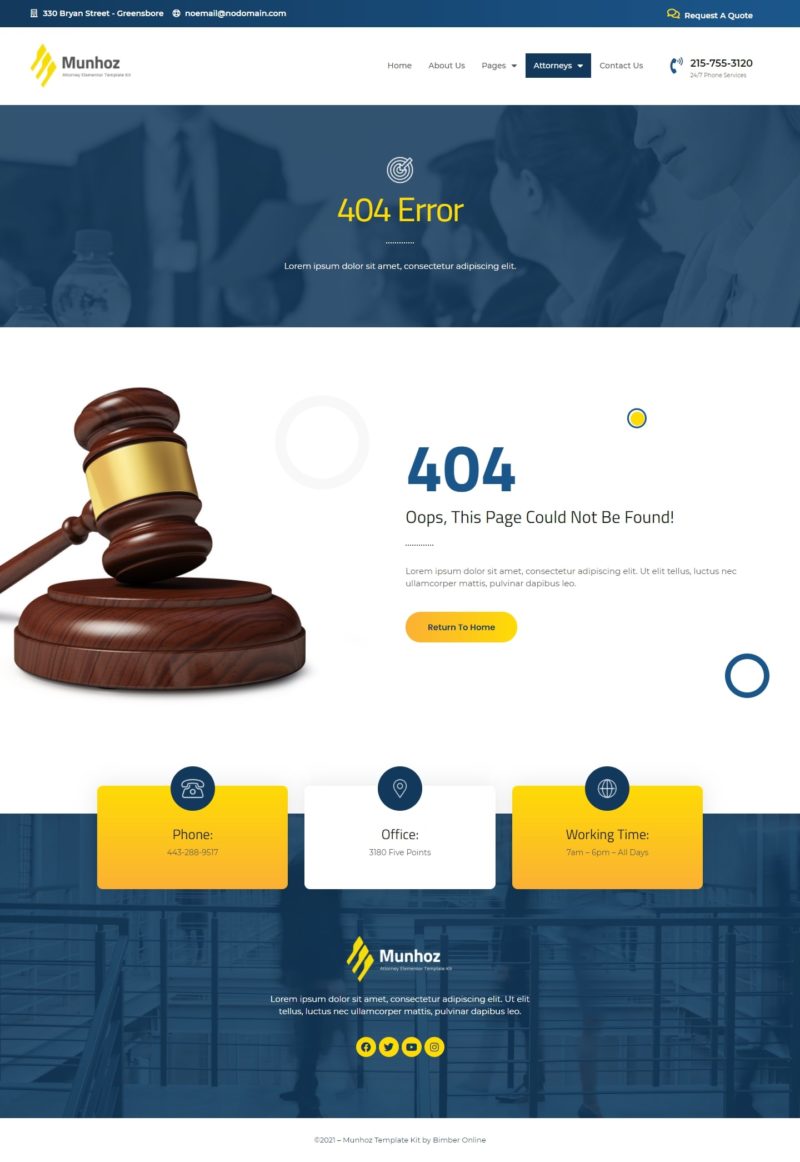 330 Bryan Street - Greensbore noemail@nodomain.com
Request A Quote
Munhoz
Attorney Elementor Template Kit
Home About Us Pages Attorneys Contact Us
215-755-3120
24/7 Phone Services
404 Error
Lorem ipsum dolor sit amet, consectetur adipiscing elit.
404
Oops, This Page Could Not Be Found!
Lorem ipsum dolor sit amet, consectetur adipiscing elit. Ut elit tellus, luctus nec
ullamcorper mattis, pulvinar dapibus leo.
Return To Home
Phone:
443-288-9517
Office:
3180 Five Points
Working Time:
7am – 6pm – All Days
Munhoz
Attorney Elementor Template Kit
Lorem ipsum dolor sit amet, consectetur adipiscing elit. Ut elit
tellus, luctus nec ullamcorper mattis, pulvinar dapibus leo.
©2021 – Munhoz Template Kit by Bimber Online